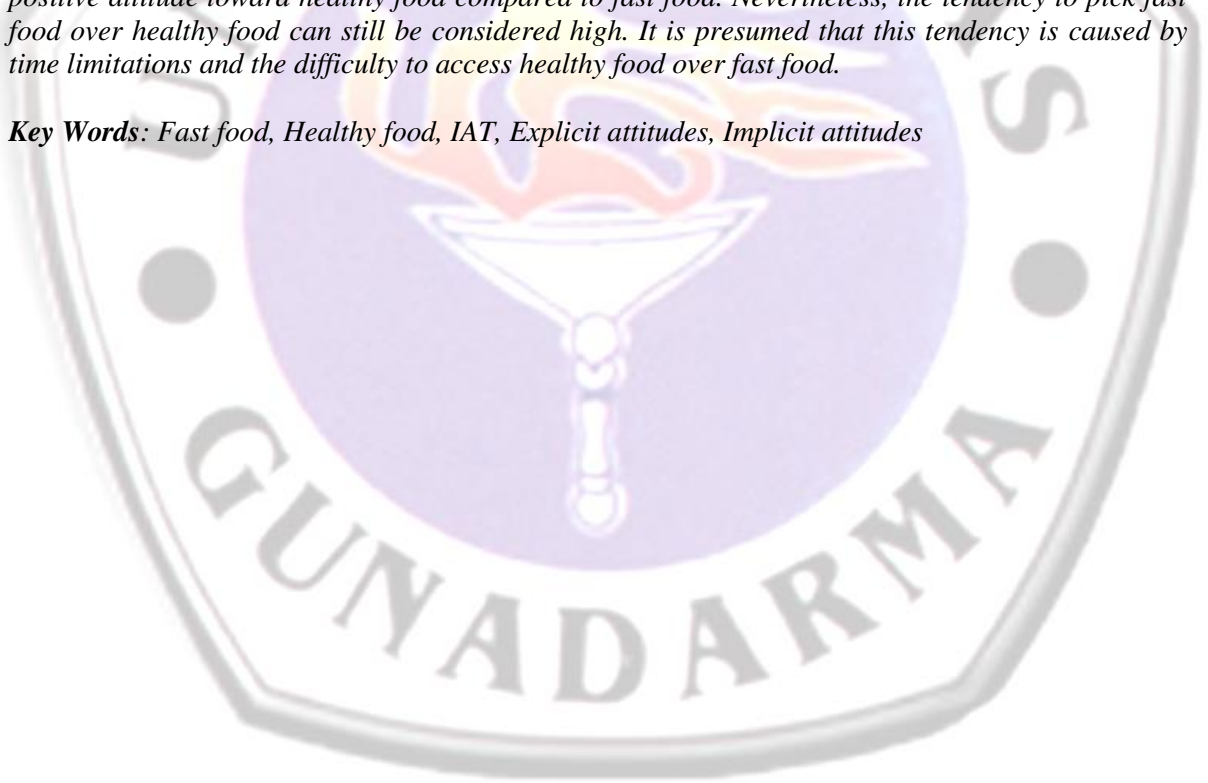 positive attitude toward healthy food compared to fast food. Nevertheless, the tendency to pick fast
food over healthy food can still be considered high. It is presumed that this tendency is caused by
time limitations and the difficulty to access healthy food over fast food.
Key Words: Fast food, Healthy food, IAT, Explicit attitudes, Implicit attitudes
GUNADARMA